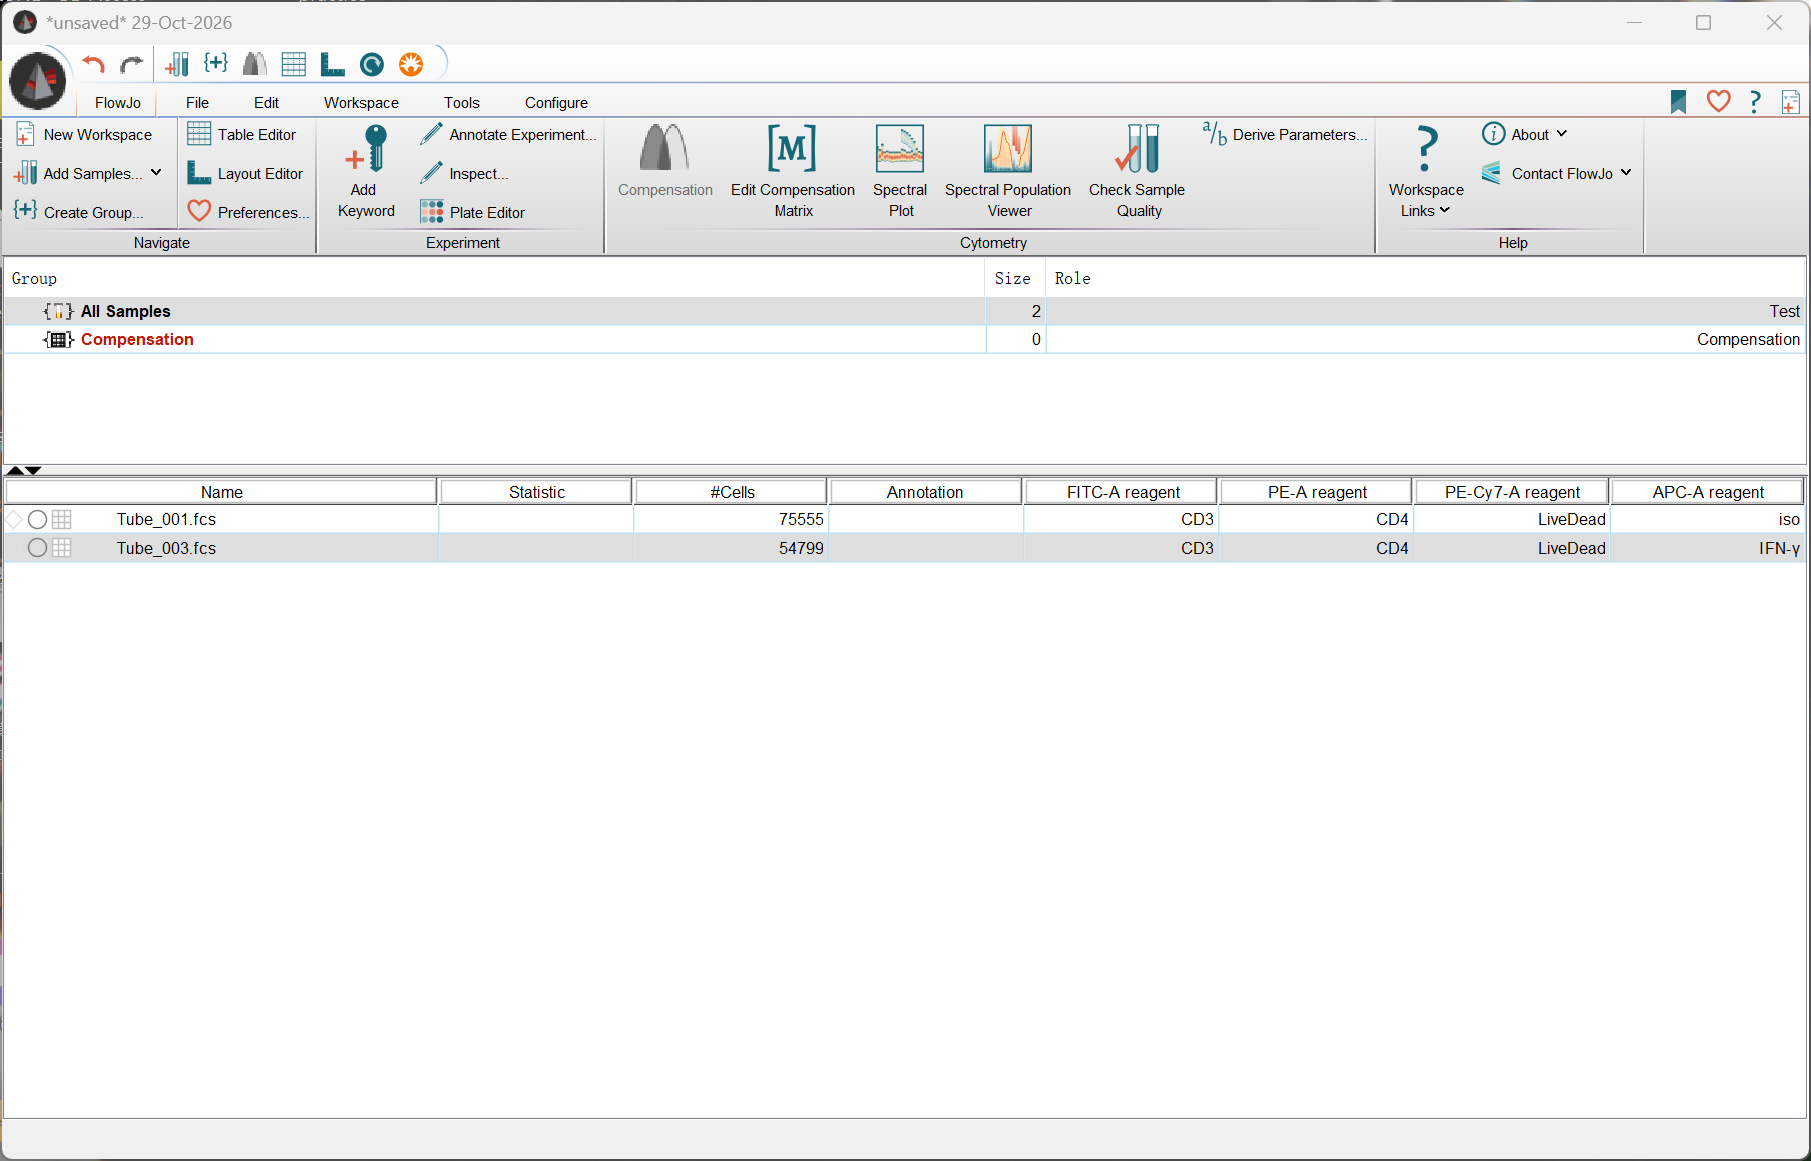 *unsaved* 29-Oct-2026
FlowJo File Edit Workspace Tools Configure
New Workspace
Add Samples...
Create Group...
Table Editor
Layout Editor
Preferences...
Navigate
Add
Keyword
Annotate Experiment...
Inspect...
Plate Editor
Experiment
Compensation
[M]
Edit Compensation
Matrix
Spectral
Plot
Spectral Population
Viewer
Check Sample
Quality
a/b Derive Parameters...
Cytometry
Workspace
Links
About
Contact FlowJo
Help
Group Size Role
All Samples 2 Test
Compensation 0 Compensation
Name Statistic #Cells Annotation FITC-A reagent PE-A reagent PE-Cy7-A reagent APC-A reagent
Tube_001.fcs 75555 CD3 CD4 LiveDead iso
Tube_003.fcs 54799 CD3 CD4 LiveDead IFN-γ